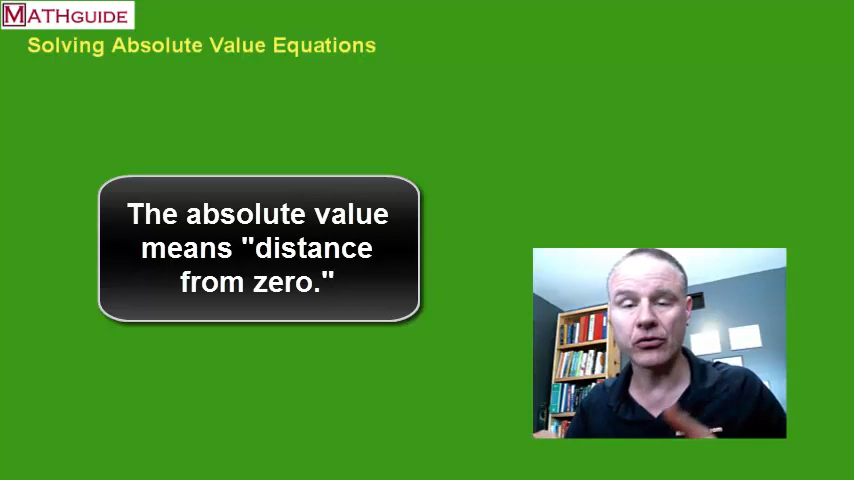 MATHGUIDE
Solving Absolute Value Equations
The absolute value
means "distance
from zero."